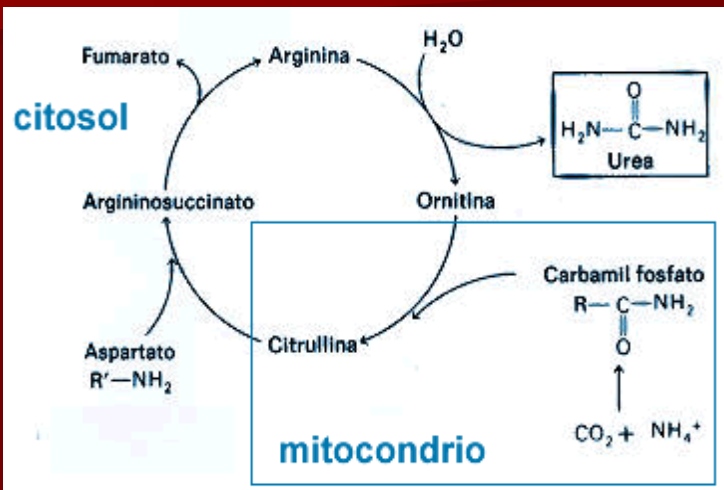 Fumarato
Arginina
H₂O
citosol
O
H₂N—C—NH₂
Urea
Argininosuccinato
Ornitina
Carbamil fosfato
R—C—NH₂
O
Aspartato
R'—NH₂
Citrullina
CO₂ + NH₄⁺
mitocondrio